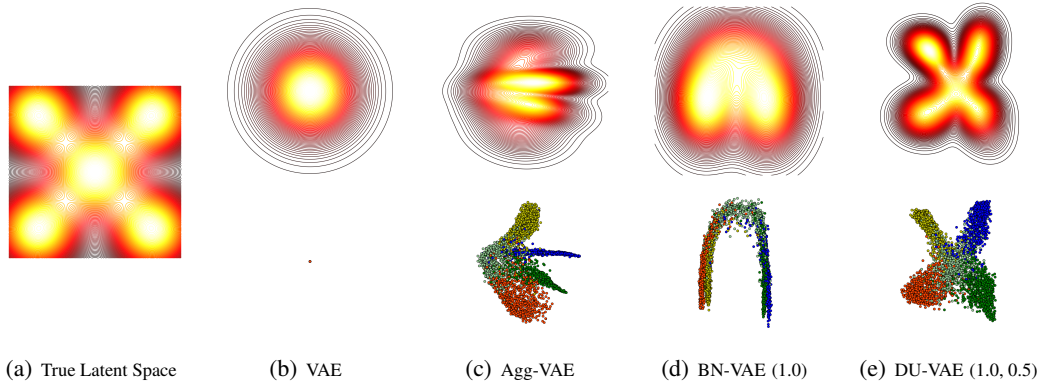 (a) True Latent Space
(b) VAE
(c) Agg-VAE
(d) BN-VAE (1.0)
(e) DU-VAE (1.0, 0.5)